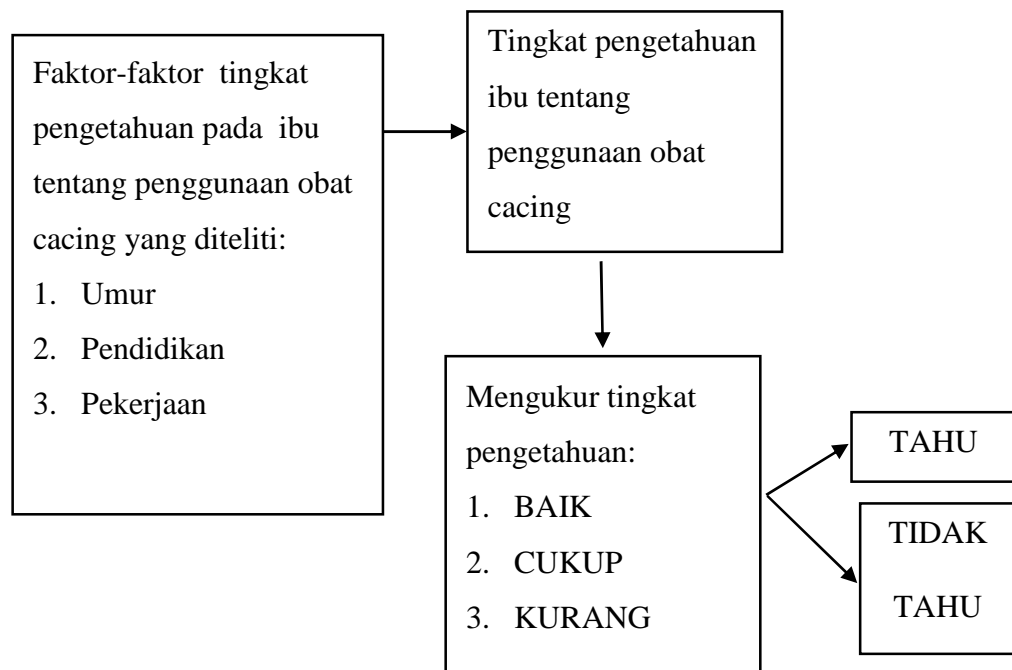 Faktor-faktor tingkat
pengetahuan pada ibu
tentang penggunaan obat
cacing yang diteliti:
1. Umur
2. Pendidikan
3. Pekerjaan
Tingkat pengetahuan
ibu tentang
penggunaan obat
cacing
Mengukur tingkat
pengetahuan:
1. BAIK
2. CUKUP
3. KURANG
TAHU
TIDAK
TAHU